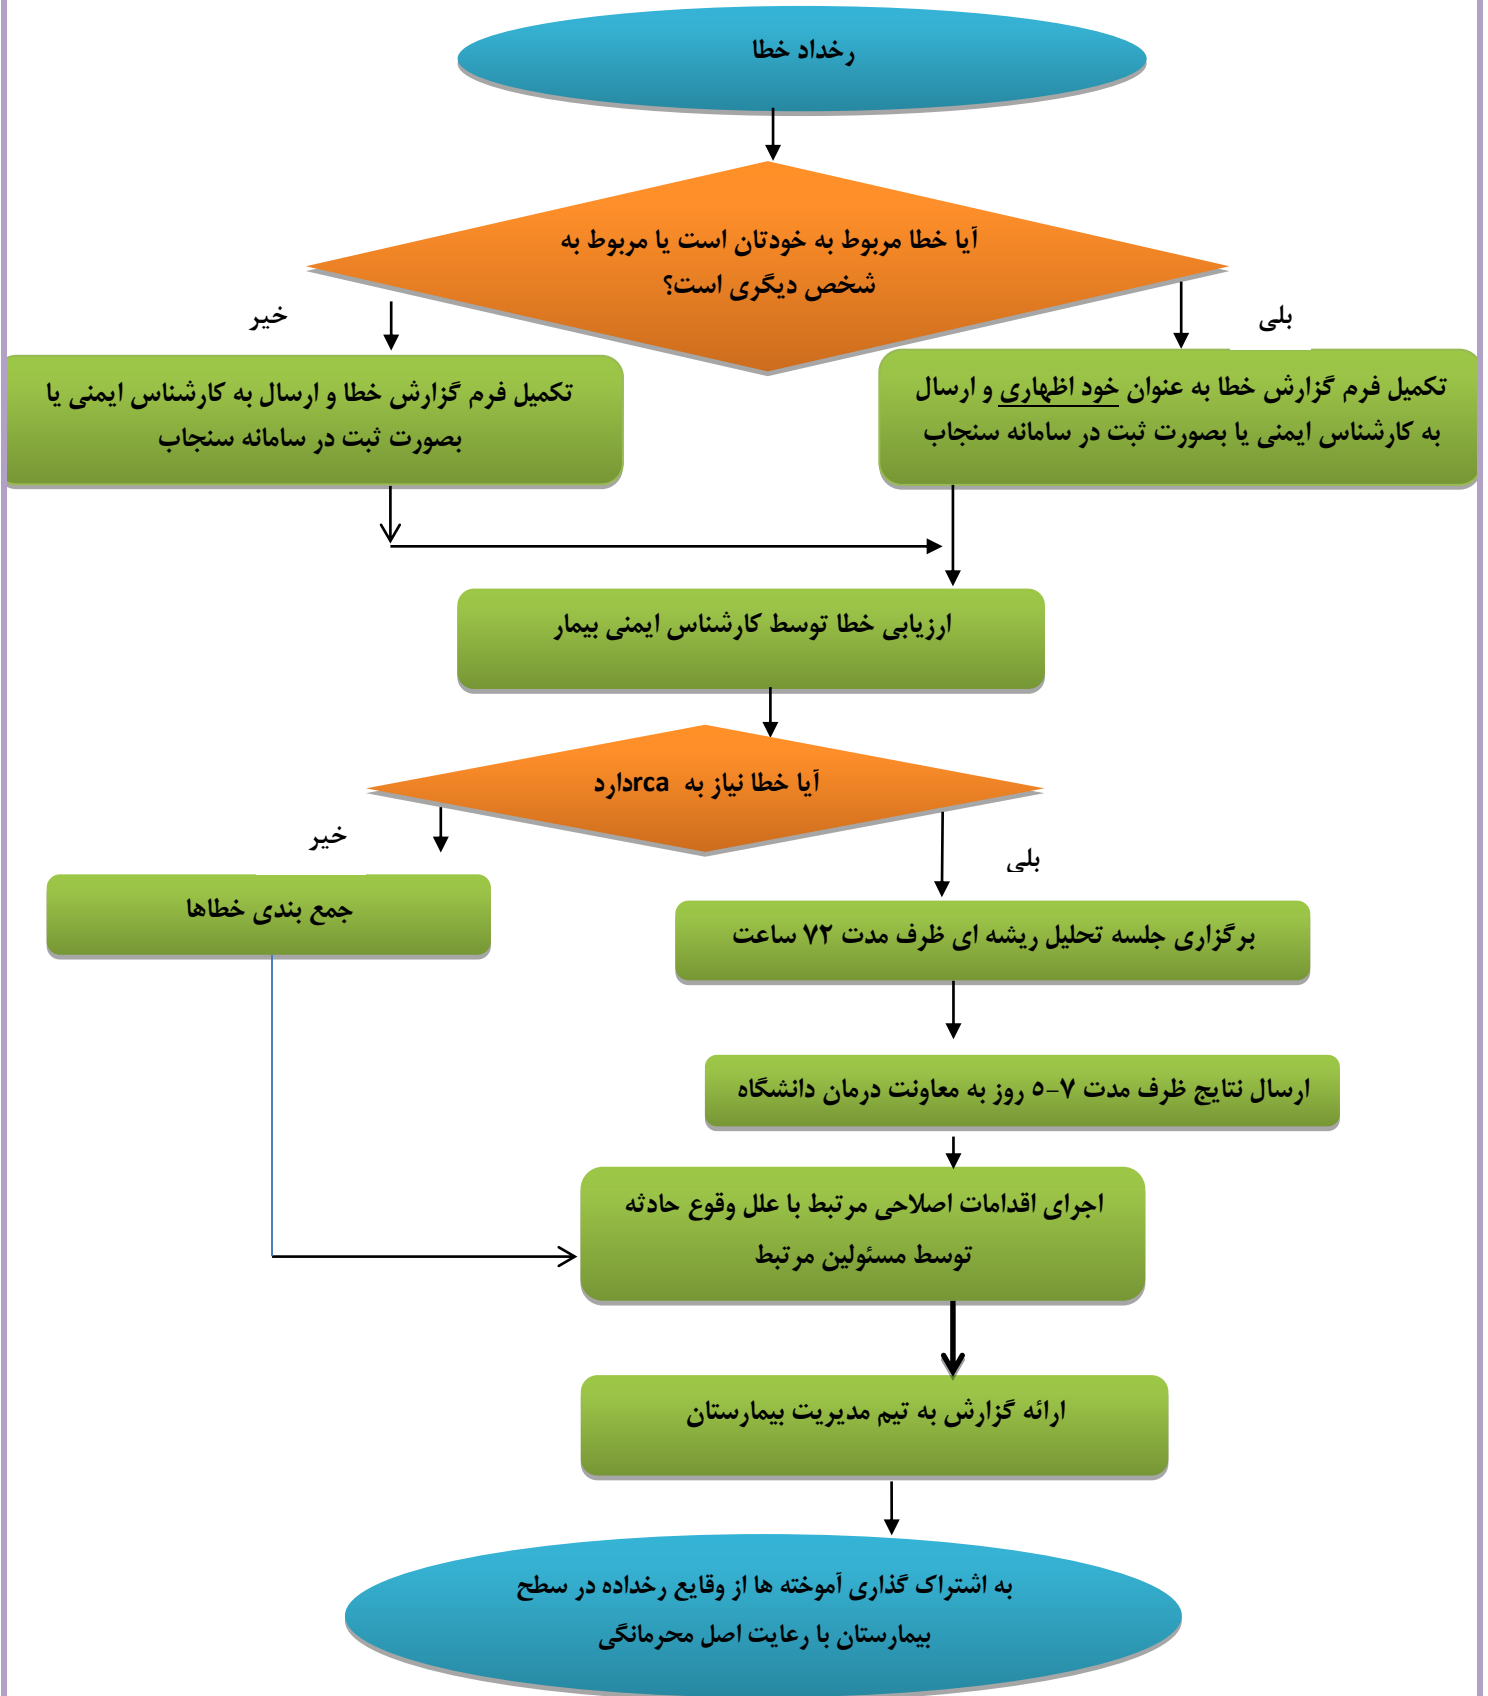 رخداد خطا
آیا خطا مربوط به خودتان است یا مربوط به
شخص دیگری است؟
بلی
خیر
تکمیل فرم گزارش خطا به عنوان خود اظهاری و ارسال
به کارشناس ایمنی یا بصورت ثبت در سامانه سنجاب
تکمیل فرم گزارش خطا و ارسال به کارشناس ایمنی یا
بصورت ثبت در سامانه سنجاب
ارزیابی خطا توسط کارشناس ایمنی بیمار
آیا خطا نیاز به rcaدارد
خیر
بلی
جمع بندی خطاها
برگزاری جلسه تحلیل ریشه ای ظرف مدت ۷۲ ساعت
ارسال نتایج ظرف مدت ۷-۵ روز به معاونت درمان دانشگاه
اجرای اقدامات اصلاحی مرتبط با علل وقوع حادثه
توسط مسئولین مرتبط
ارائه گزارش به تیم مدیریت بیمارستان
به اشتراک گذاری آموخته ها از وقایع رخداده در سطح
بیمارستان با رعایت اصل محرمانگی